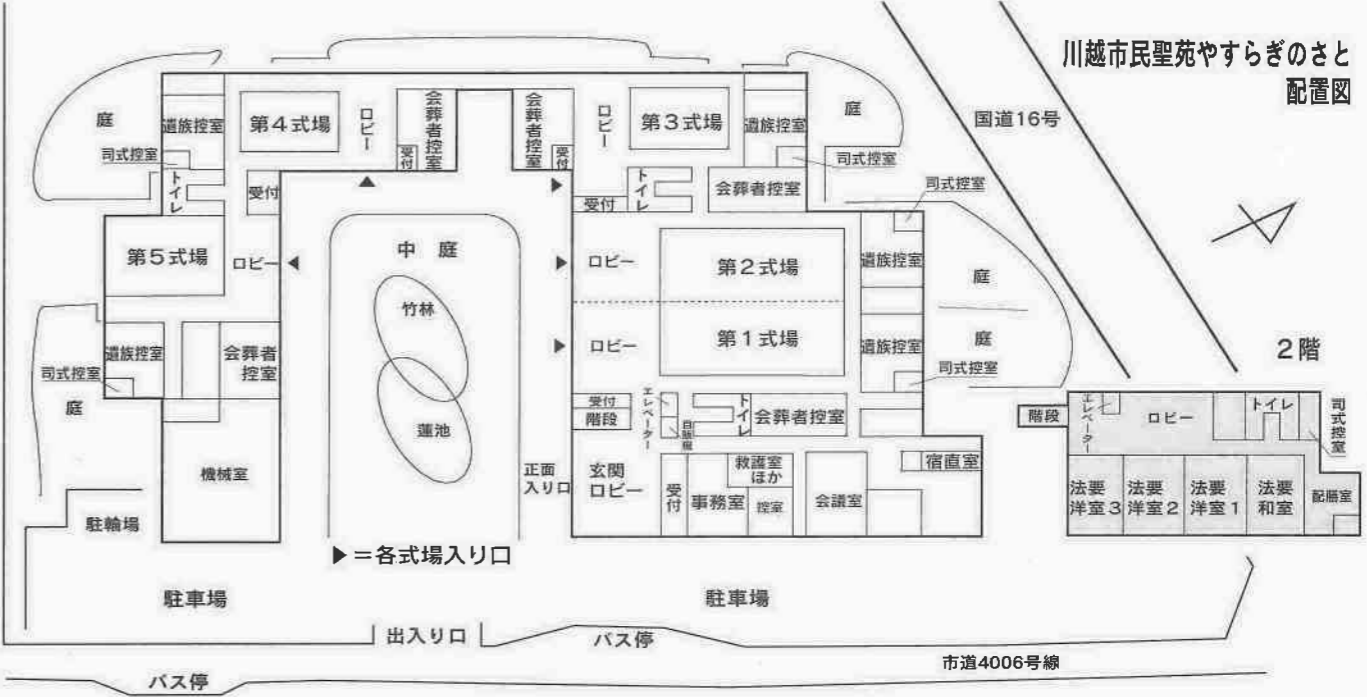 川越市民聖苑やすらぎのさと
配置図
国道16号
庭
遺族控室
司式控室
第4式場
ロビー
会葬者控室
受付
会葬者控室
受付
ロビー
第3式場
遺族控室
庭
司式控室
トイレ
受付
トイレ
受付
会葬者控室
司式控室
第5式場
ロビー
中庭
竹林
蓮池
ロビー
第2式場
遺族控室
庭
ロビー
第1式場
遺族控室
庭
司式控室
遺族控室
司式控室
庭
会葬者
控室
機械室
駐輪場
受付
階段
エレベーター
自販機
トイレ
会葬者控室
正面
入り口
玄関
ロビー
受付
事務室
救護室
ほか
控室
会議室
宿直室
2階
階段
エレベーター
ロビー
トイレ
司式控室
法要
洋室3
法要
洋室2
法要
洋室1
法要
和室
配膳室
▶=各式場入り口
駐車場
駐車場
出入り口
バス停
市道4006号線
バス停